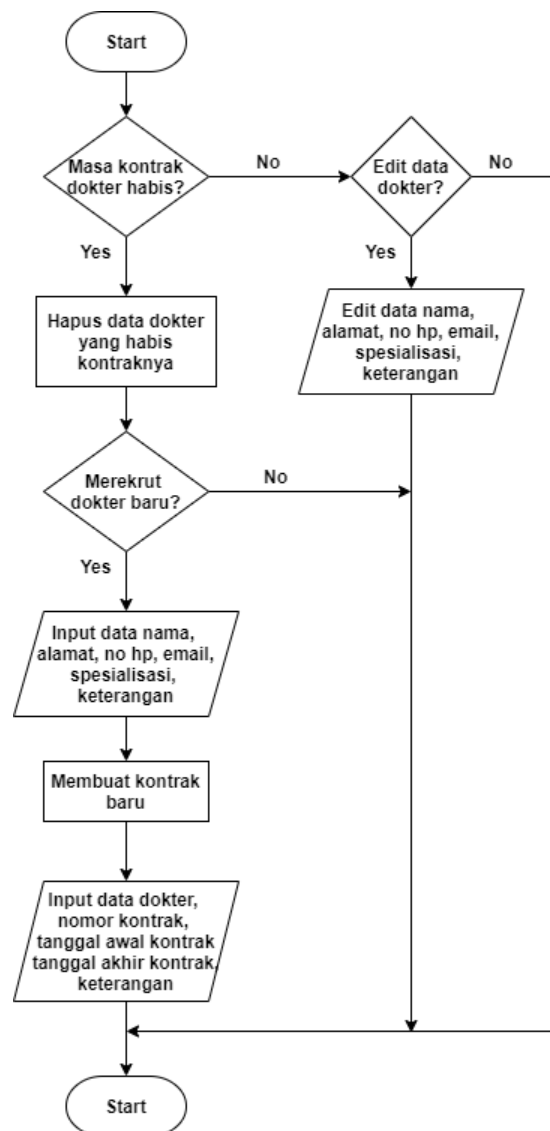 Start
Masa kontrak
dokter habis?
No
Edit data
dokter?
No
Yes
Yes
Hapus data dokter
yang habis
kontraknya
Edit data nama,
alamat, no hp, email,
spesialisasi,
keterangan
Merekrut
dokter baru?
No
Yes
Input data nama,
alamat, no hp, email,
spesialisasi,
keterangan
Membuat kontrak
baru
Input data dokter,
nomor kontrak,
tanggal awal kontrak
tanggal akhir kontrak,
keterangan
Start